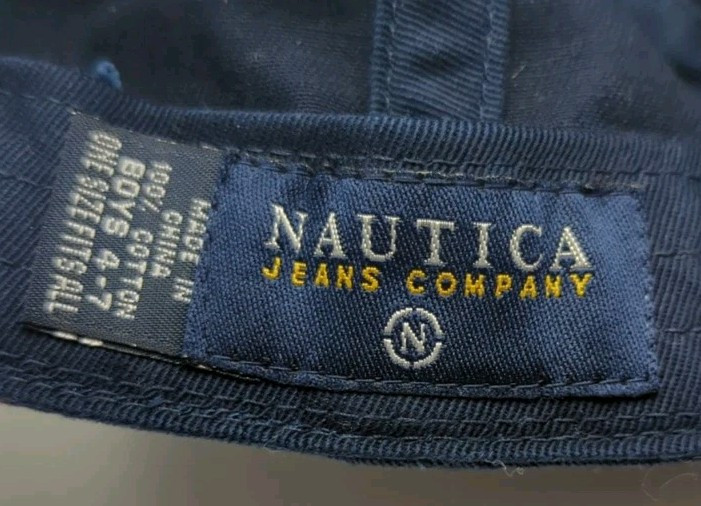 NAUTICA
JEANS COMPANY
N
ONE SIZE FITS ALL
BOYS 4-7
100% COTTON
MADE IN
CHINA